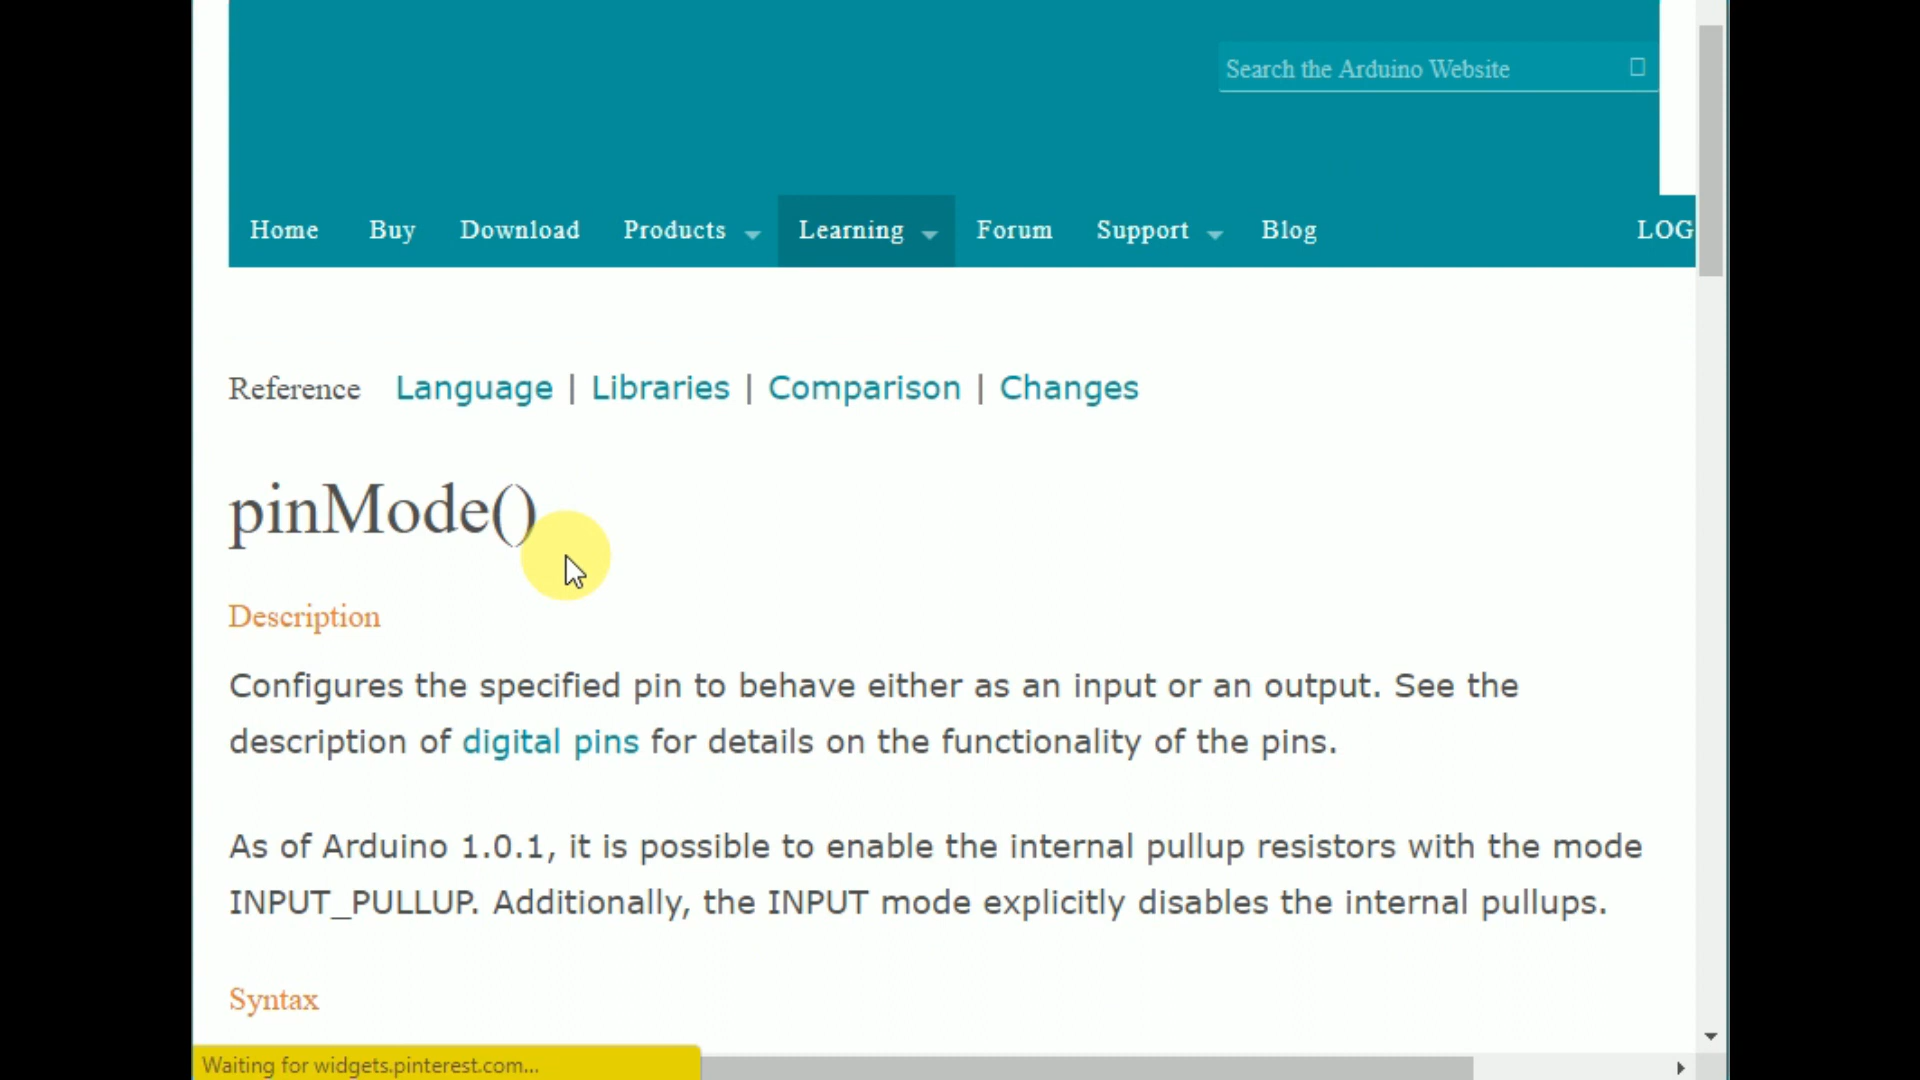 Search the Arduino Website
Home Buy Download Products Learning Forum Support Blog LOG
Reference Language | Libraries | Comparison | Changes
pinMode()
Description
Configures the specified pin to behave either as an input or an output. See the
description of digital pins for details on the functionality of the pins.
As of Arduino 1.0.1, it is possible to enable the internal pullup resistors with the mode
INPUT_PULLUP. Additionally, the INPUT mode explicitly disables the internal pullups.
Syntax
Waiting for widgets.pinterest.com...